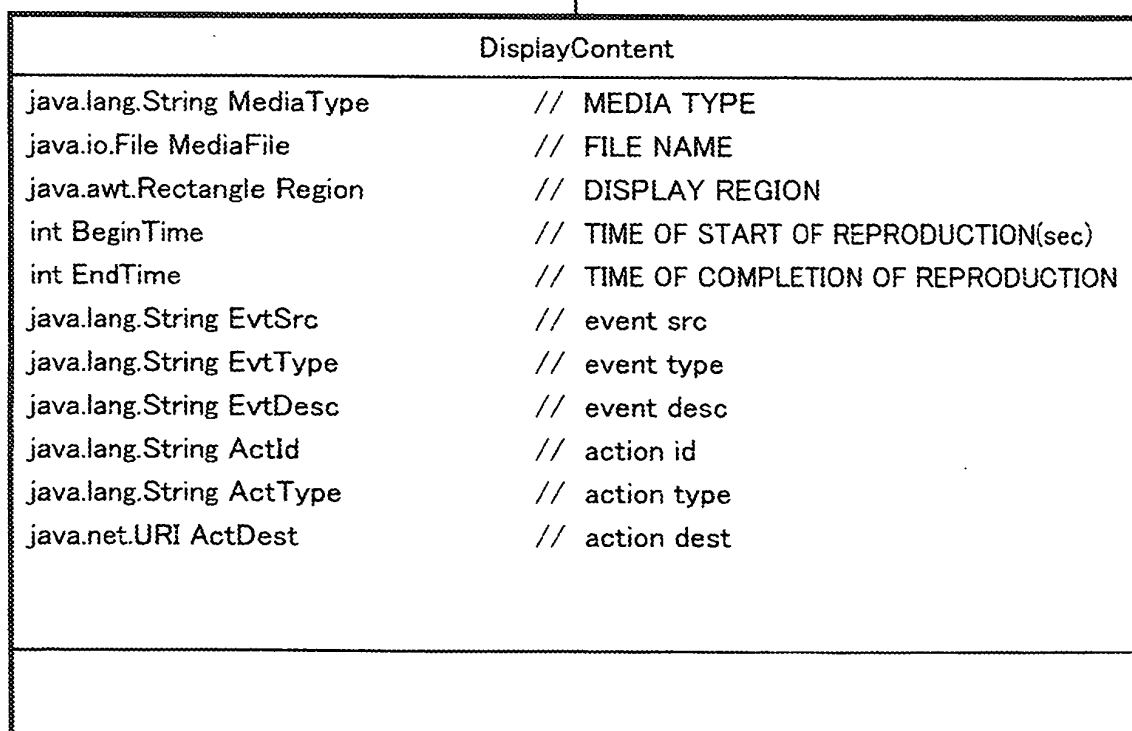 DisplayContent
java.lang.String MediaType // MEDIA TYPE
java.io.File MediaFile // FILE NAME
java.awt.Rectangle Region // DISPLAY REGION
int BeginTime // TIME OF START OF REPRODUCTION(sec)
int EndTime // TIME OF COMPLETION OF REPRODUCTION
java.lang.String EvtSrc // event src
java.lang.String EvtType // event type
java.lang.String EvtDesc // event desc
java.lang.String ActId // action id
java.lang.String ActType // action type
java.net.URI ActDest // action dest